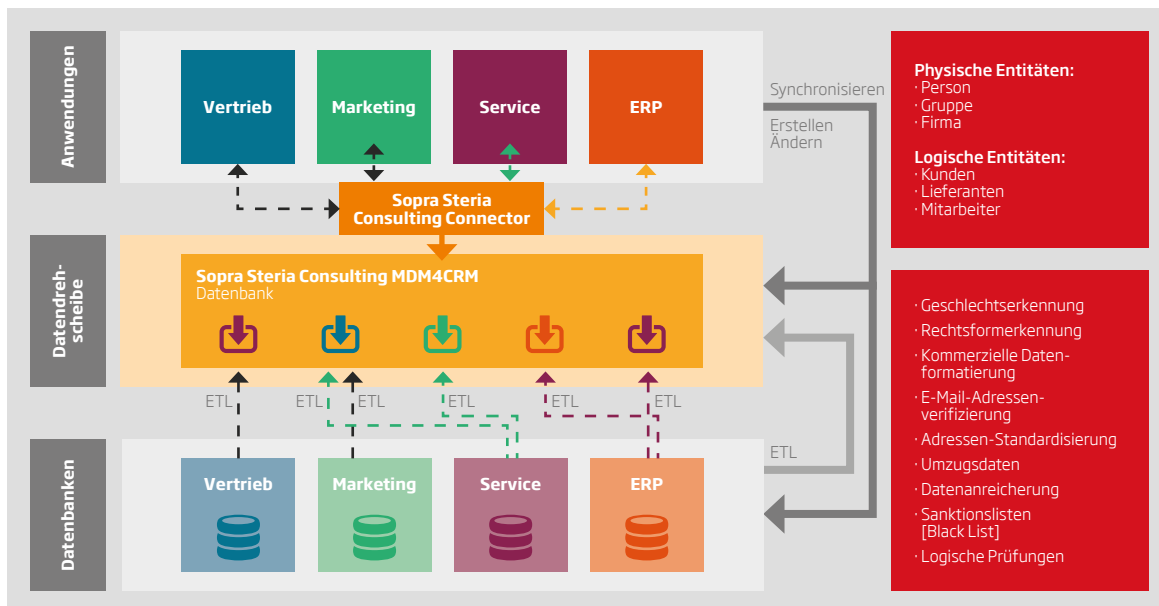 Anwendungen
Vertrieb
Marketing
Service
ERP
Synchronisieren
Erstellen
Ändern
Sopra Steria
Consulting Connector
Datendreh-
scheibe
Sopra Steria Consulting MDM4CRM
Datenbank
ETL
ETL
ETL
ETL
ETL
ETL
ETL
Datenbanken
Vertrieb
Marketing
Service
ERP
Physische Entitäten:
· Person
· Gruppe
· Firma
Logische Entitäten:
· Kunden
· Lieferanten
· Mitarbeiter
· Geschlechtserkennung
· Rechtsformerkennung
· Kommerzielle Daten-
formatierung
· E-Mail-Adressen-
verifizierung
· Adressen-Standardisierung
· Umzugsdaten
· Datenanreicherung
· Sanktionslisten
[Black List]
· Logische Prüfungen